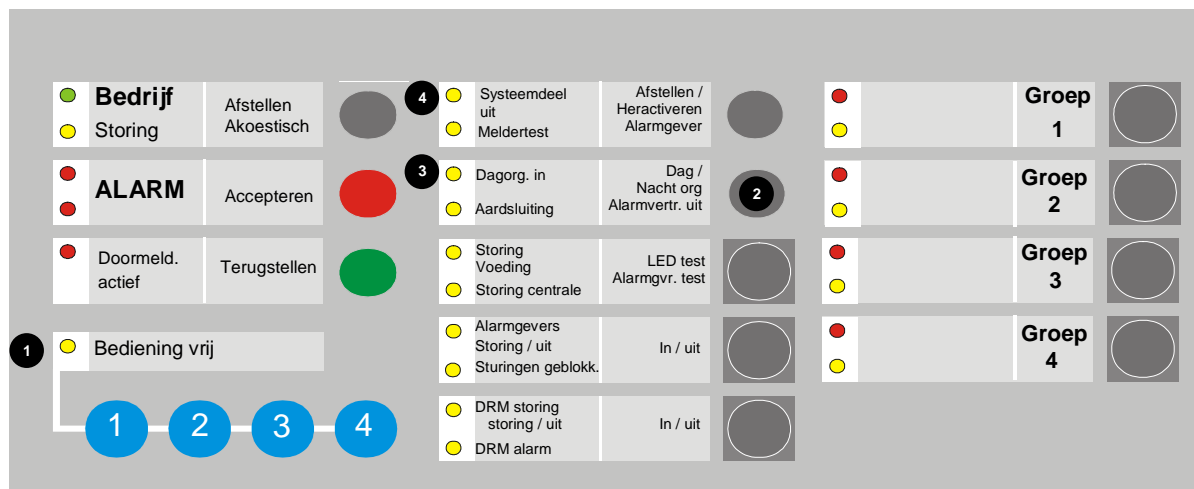 Bedrijf
Storing
Afstellen
Akoestisch
ALARM
Accepteren
Doormeld.
actief
Terugstellen
1
Bediening vrij
1 2 3 4
4
Systeemdeel
uit
Meldertest
Afstellen /
Heractiveren
Alarmgever
3
Dagorg. in
Aardsluiting
Dag /
Nacht org
Alarmvertr. uit
2
Storing
Voeding
Storing centrale
LED test
Alarmgvr. test
Alarmgevers
Storing / uit
Sturingen geblokk.
In / uit
DRM storing
storing / uit
DRM alarm
In / uit
Groep
1
Groep
2
Groep
3
Groep
4